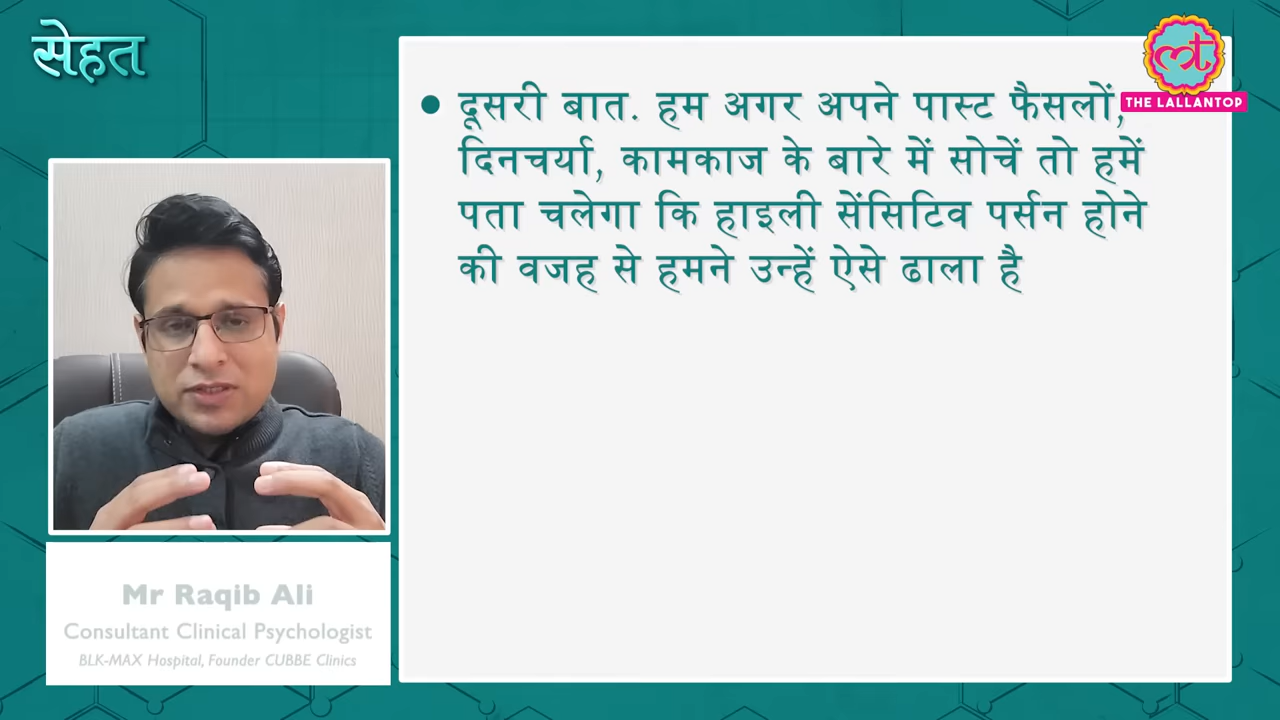 सेहत
THE LALLANTOP
• दूसरी बात. हम अगर अपने पास्ट फैसलों,
दिनचर्या, कामकाज के बारे में सोचें तो हमें
पता चलेगा कि हाइली सेंसिटिव पर्सन होने
की वजह से हमने उन्हें ऐसे ढाला है
Mr Raqib Ali
Consultant Clinical Psychologist
BLK-MAX Hospital, Founder CUBBE Clinics